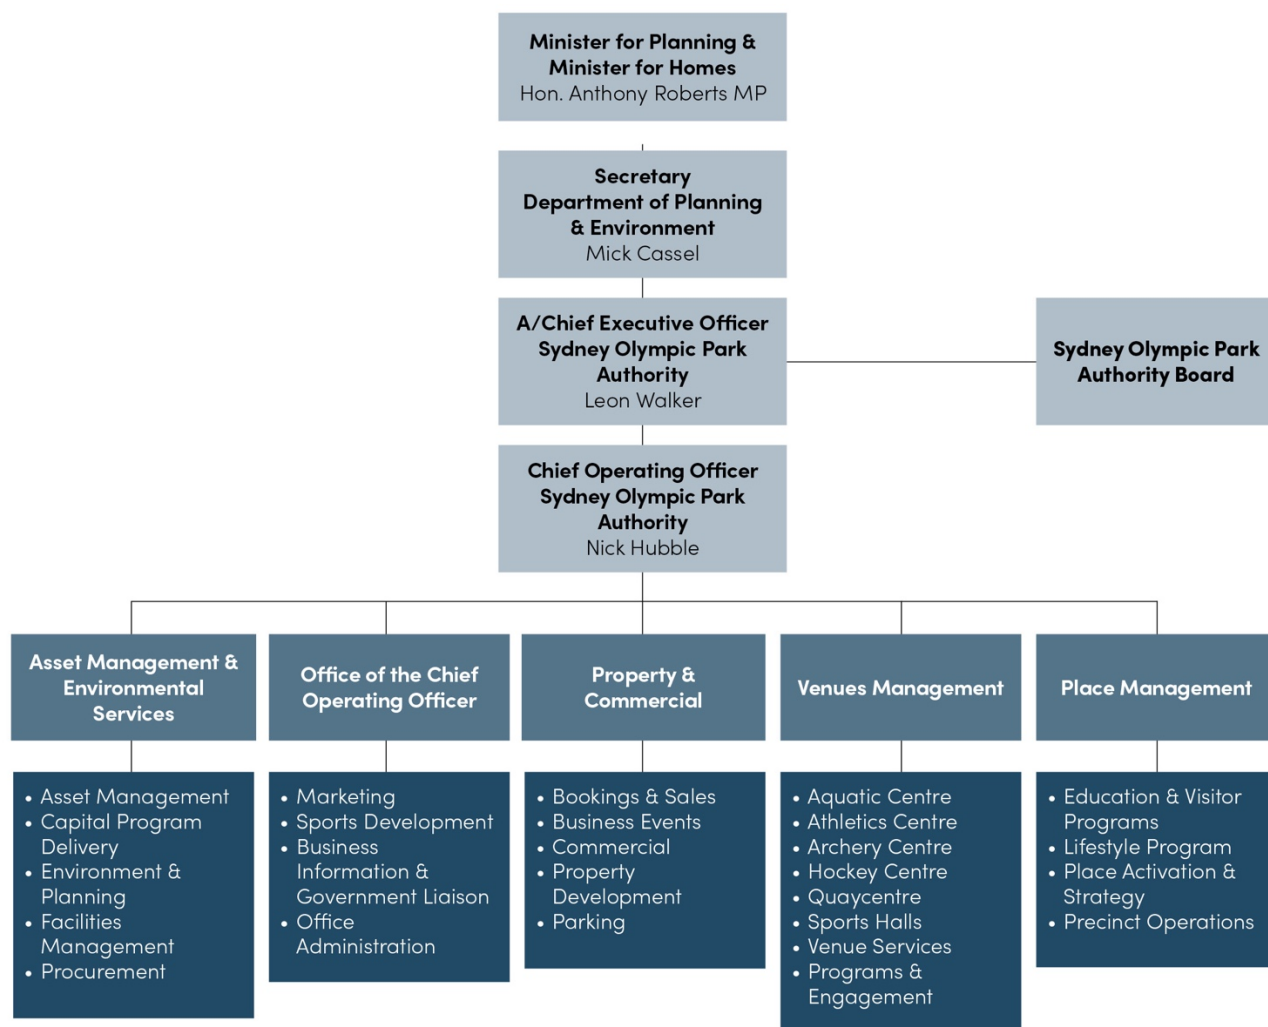 Minister for Planning &
Minister for Homes
Hon. Anthony Roberts MP
Secretary
Department of Planning
& Environment
Mick Cassel
A/Chief Executive Officer
Sydney Olympic Park
Authority
Leon Walker
Sydney Olympic Park
Authority Board
Chief Operating Officer
Sydney Olympic Park
Authority
Nick Hubble
Asset Management &
Environmental
Services
• Asset Management
• Capital Program
Delivery
• Environment &
Planning
• Facilities
Management
• Procurement
Office of the Chief
Operating Officer
• Marketing
• Sports Development
• Business
Information &
Government Liaison
• Office
Administration
Property &
Commercial
• Bookings & Sales
• Business Events
• Commercial
• Property
Development
• Parking
Venues Management
• Aquatic Centre
• Athletics Centre
• Archery Centre
• Hockey Centre
• Quaycentre
• Sports Halls
• Venue Services
• Programs &
Engagement
Place Management
• Education & Visitor
Programs
• Lifestyle Program
• Place Activation &
Strategy
• Precinct Operations